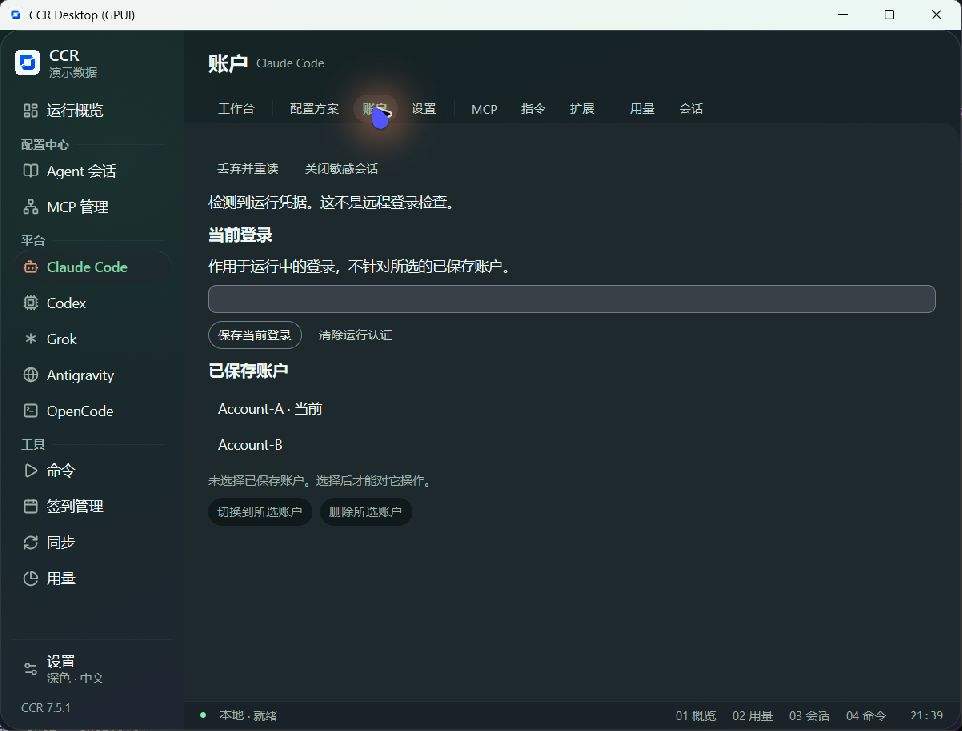 CCR Desktop (GPUI)
CCR
演示数据
运行概览
配置中心
Agent 会话
MCP 管理
平台
Claude Code
Codex
Grok
Antigravity
OpenCode
工具
命令
签到管理
同步
用量
设置
深色 · 中文
CCR 7.5.1
账户 Claude Code
工作台 配置方案 账户 设置 MCP 指令 扩展 用量 会话
丢弃并重读 关闭敏感会话
检测到运行凭据。这不是远程登录检查。
当前登录
作用于运行中的登录，不针对所选的已保存账户。
保存当前登录 清除运行认证
已保存账户
Account-A · 当前
Account-B
未选择已保存账户。选择后才能对它操作。
切换到所选账户 删除所选账户
本地 · 就绪 01 概览 02 用量 03 会话 04 命令 21:39